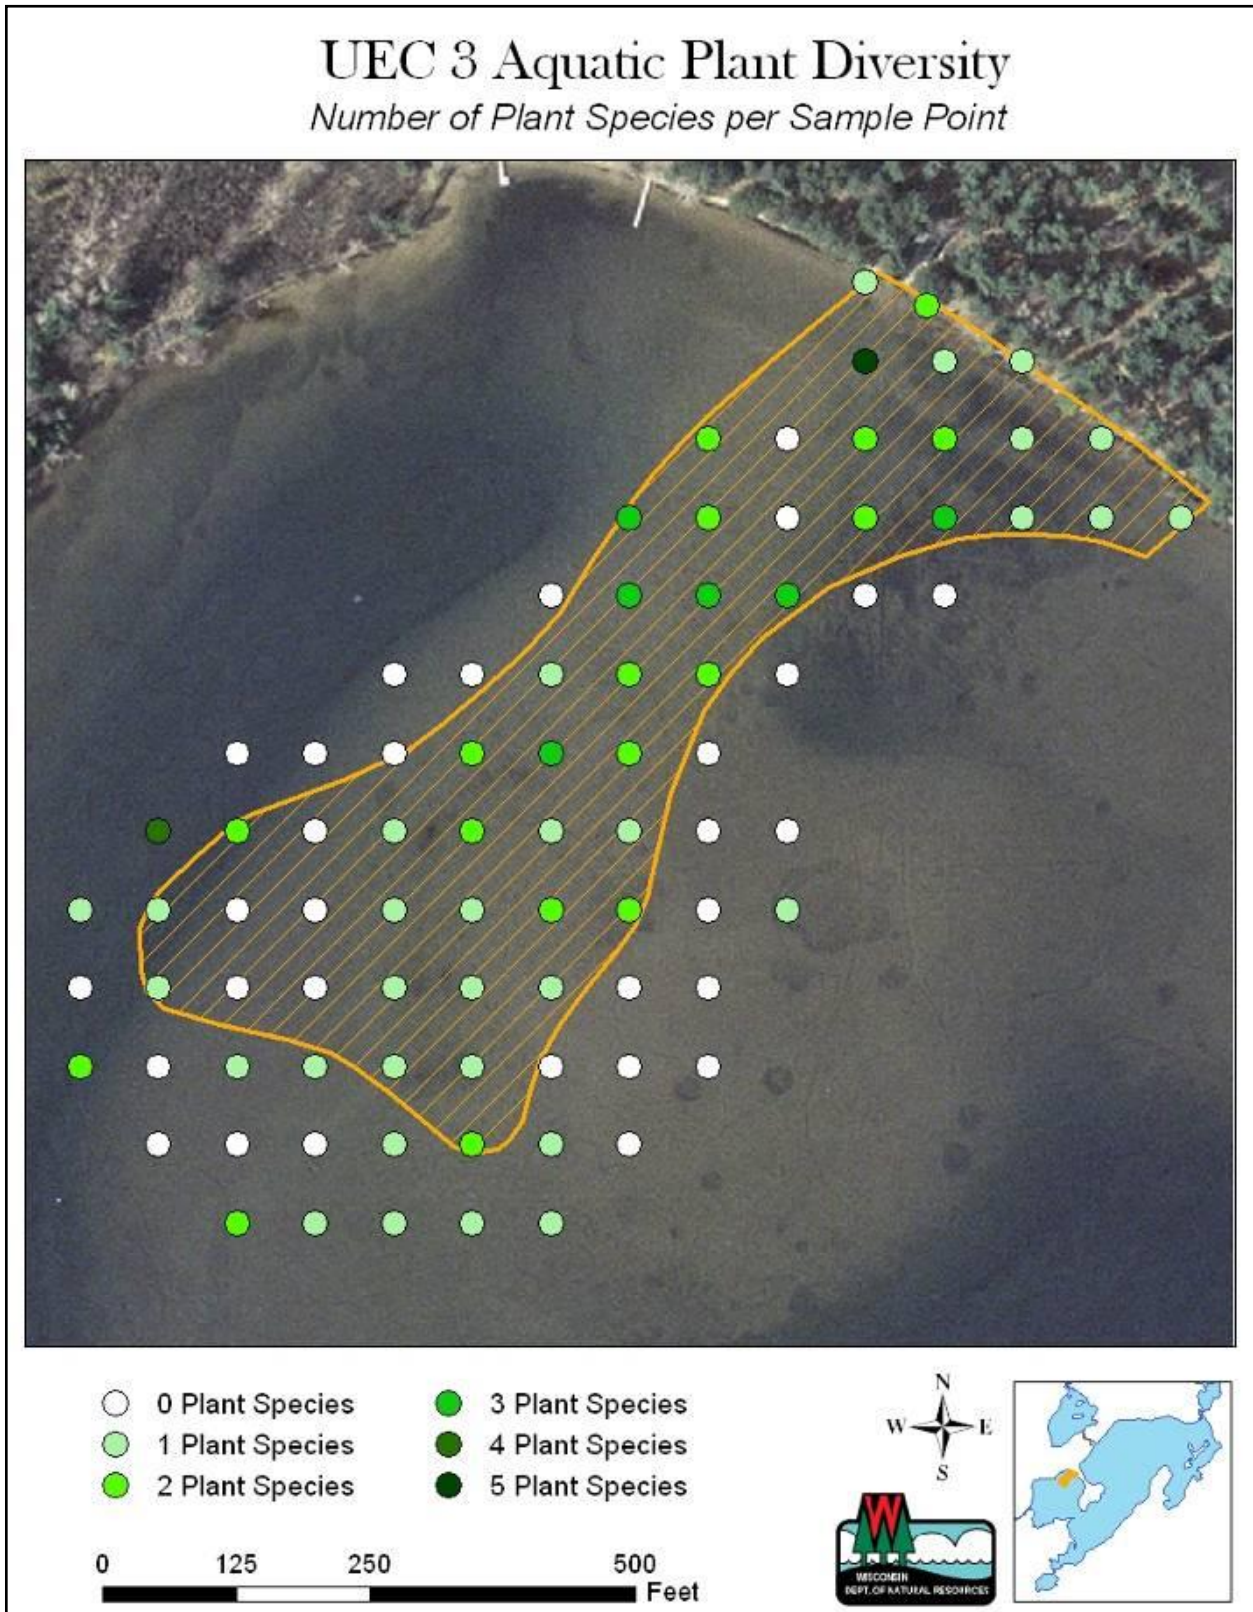 UEC 3 Aquatic Plant Diversity
Number of Plant Species per Sample Point
0 Plant Species
1 Plant Species
2 Plant Species
3 Plant Species
4 Plant Species
5 Plant Species
N
W E
S
0 125 250 500
Feet
W
WISCONSIN
DEPT. OF NATURAL RESOURCES